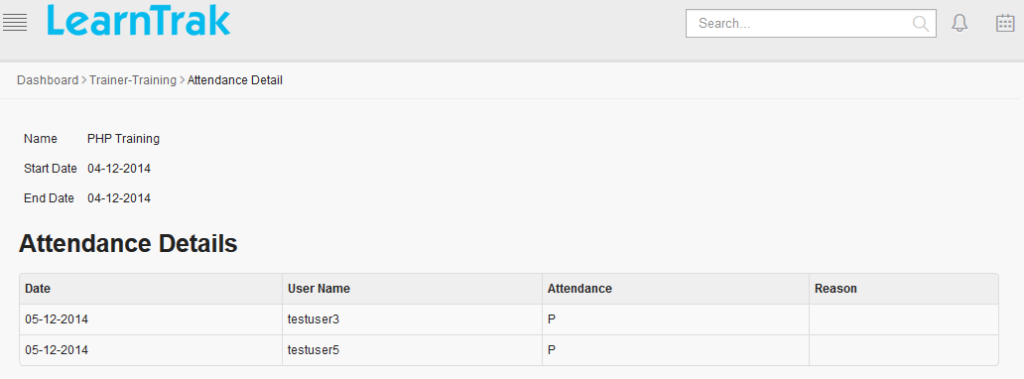 LearnTrak
Search...
Dashboard > Trainer-Training > Attendance Detail
Name PHP Training
Start Date 04-12-2014
End Date 04-12-2014
Attendance Details
Date User Name Attendance Reason
05-12-2014 testuser3 P
05-12-2014 testuser5 P